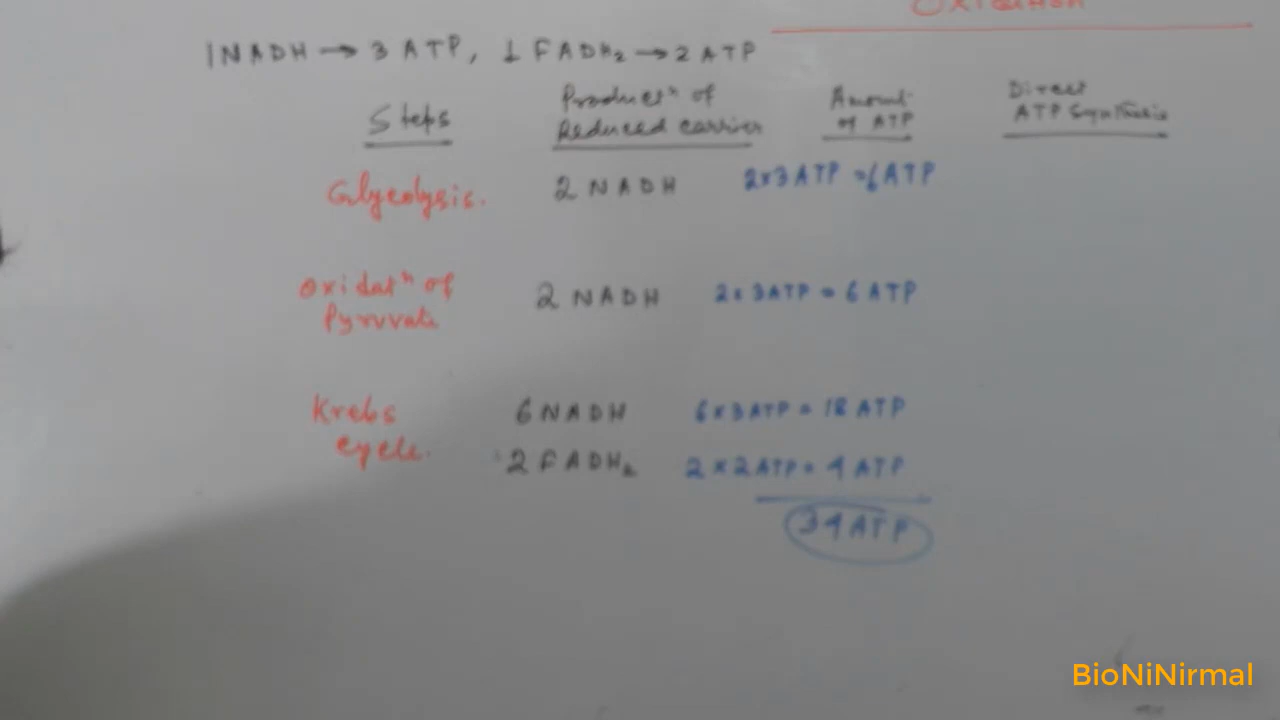 Oxidation
1 NADH → 3 ATP, 1 FADH₂ → 2 ATP
Steps
Productⁿ of
Reduced carrier
Amount
of ATP
Direct
ATP Synthesis
Glycolysis.
2 NADH
2×3 ATP = 6 ATP
Oxidatⁿ of
Pyruvate
2 NADH
2×3 ATP = 6 ATP
Krebs
cycle.
6 NADH
6×3 ATP = 18 ATP
2 FADH₂
2×2 ATP = 4 ATP
34 ATP
BioNiNirmal